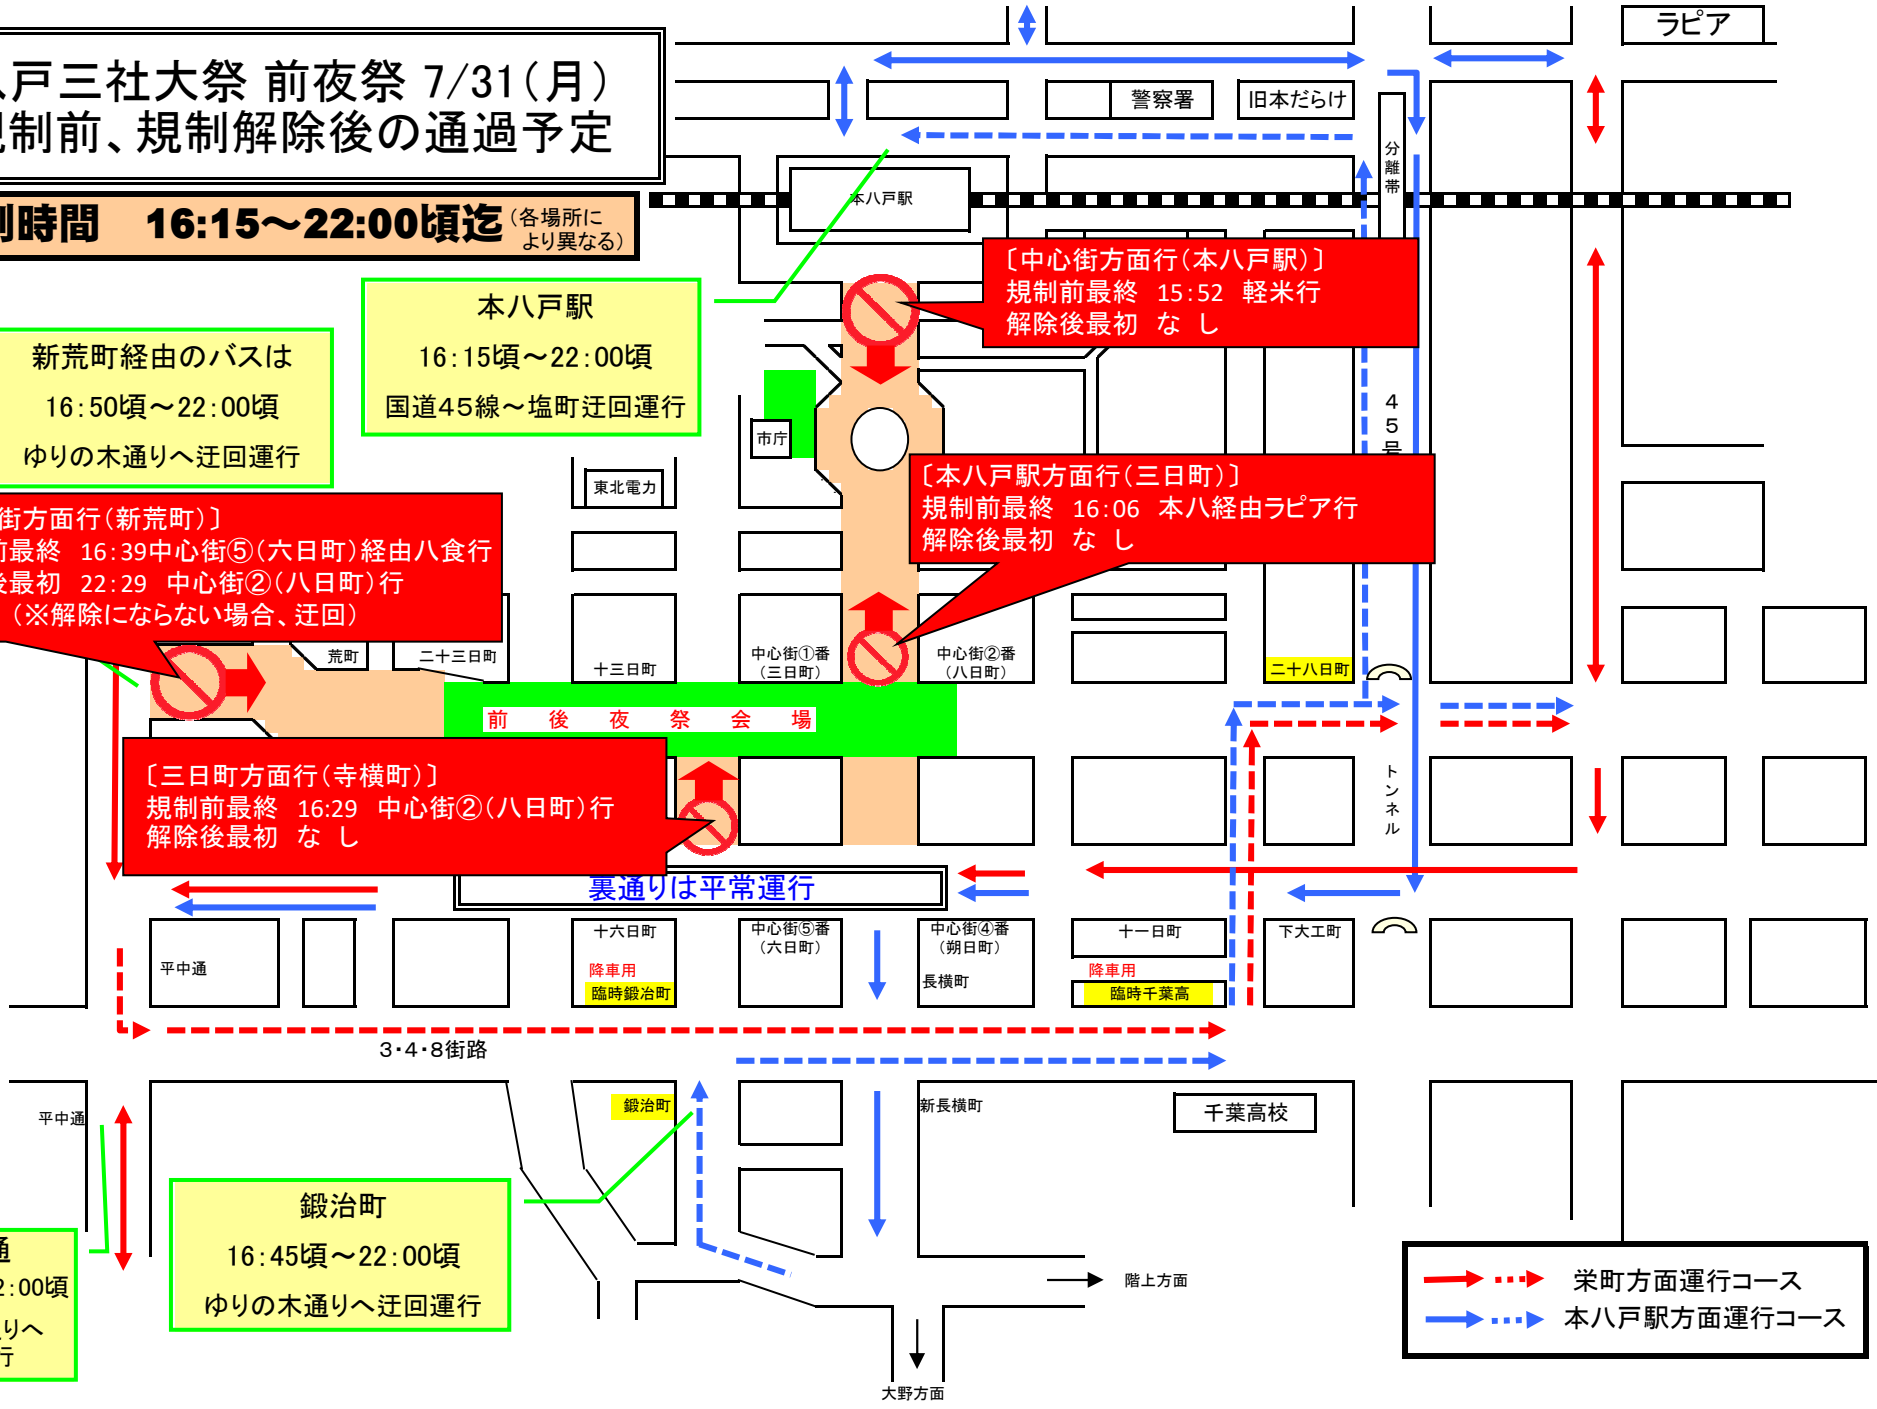 八戸三社大祭 前夜祭 7/31(月)
規制前、規制解除後の通過予定
制時間 16:15～22:00頃迄
(各場所に
より異なる)
ラピア
警察署
旧本だらけ
分離帯
本八戸駅
〔中心街方面行(本八戸駅)〕
規制前最終 15:52 軽米行
解除後最初 な し
本八戸駅
16:15頃～22:00頃
国道45線～塩町迂回運行
新荒町経由のバスは
16:50頃～22:00頃
ゆりの木通りへ迂回運行
市庁
東北電力
45号
〔本八戸駅方面行(三日町)〕
規制前最終 16:06 本八経由ラピア行
解除後最初 な し
街方面行(新荒町)〕
前最終 16:39中心街⑤(六日町)経由八食行
後最初 22:29 中心街②(八日町)行
(※解除にならない場合、迂回)
荒町
二十三日町
十三日町
中心街①番
(三日町)
中心街②番
(八日町)
二十八日町
前 後 夜 祭 会 場
〔三日町方面行(寺横町)〕
規制前最終 16:29 中心街②(八日町)行
解除後最初 な し
トンネル
裏通りは平常運行
平中通
十六日町
降車用
臨時鍛冶町
中心街⑤番
(六日町)
中心街④番
(朔日町)
長横町
十一日町
降車用
臨時千葉高
下大工町
3・4・8街路
平中通
鍛治町
新長横町
千葉高校
鍛治町
16:45頃～22:00頃
ゆりの木通りへ迂回運行
通
2:00頃
りへ
行
階上方面
大野方面
栄町方面運行コース
本八戸駅方面運行コース